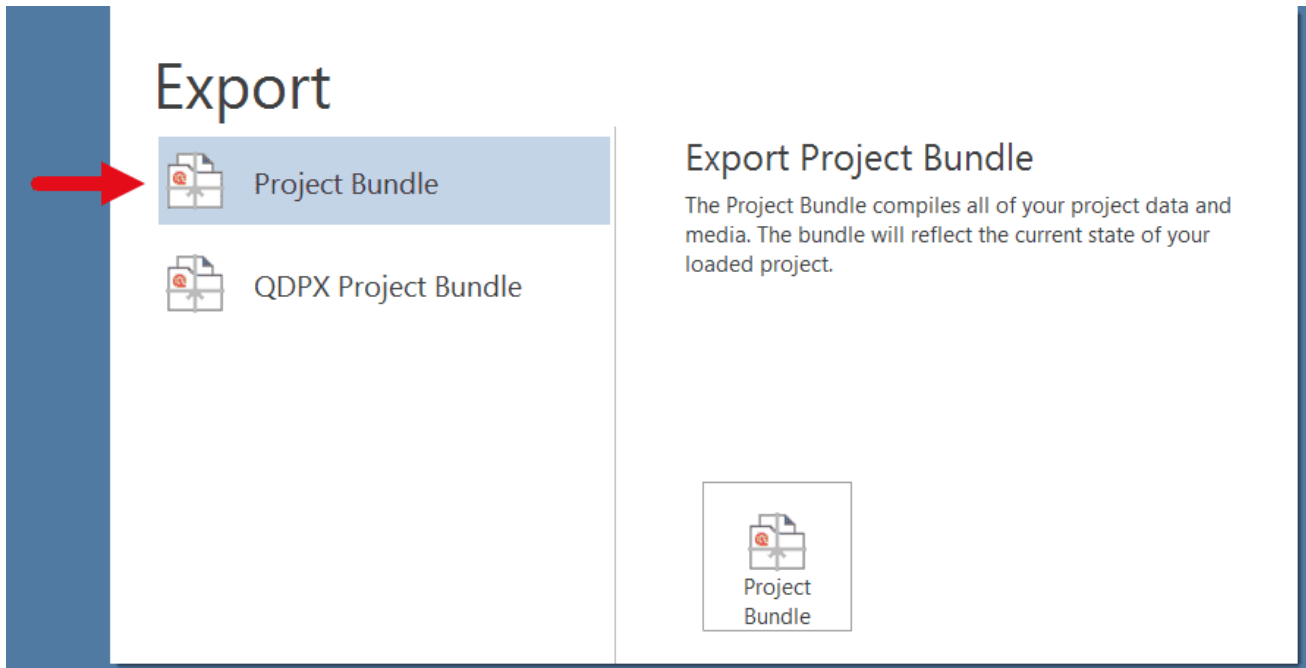 Export
Project Bundle
QDPX Project Bundle
Export Project Bundle
The Project Bundle compiles all of your project data and
media. The bundle will reflect the current state of your
loaded project.
Project
Bundle